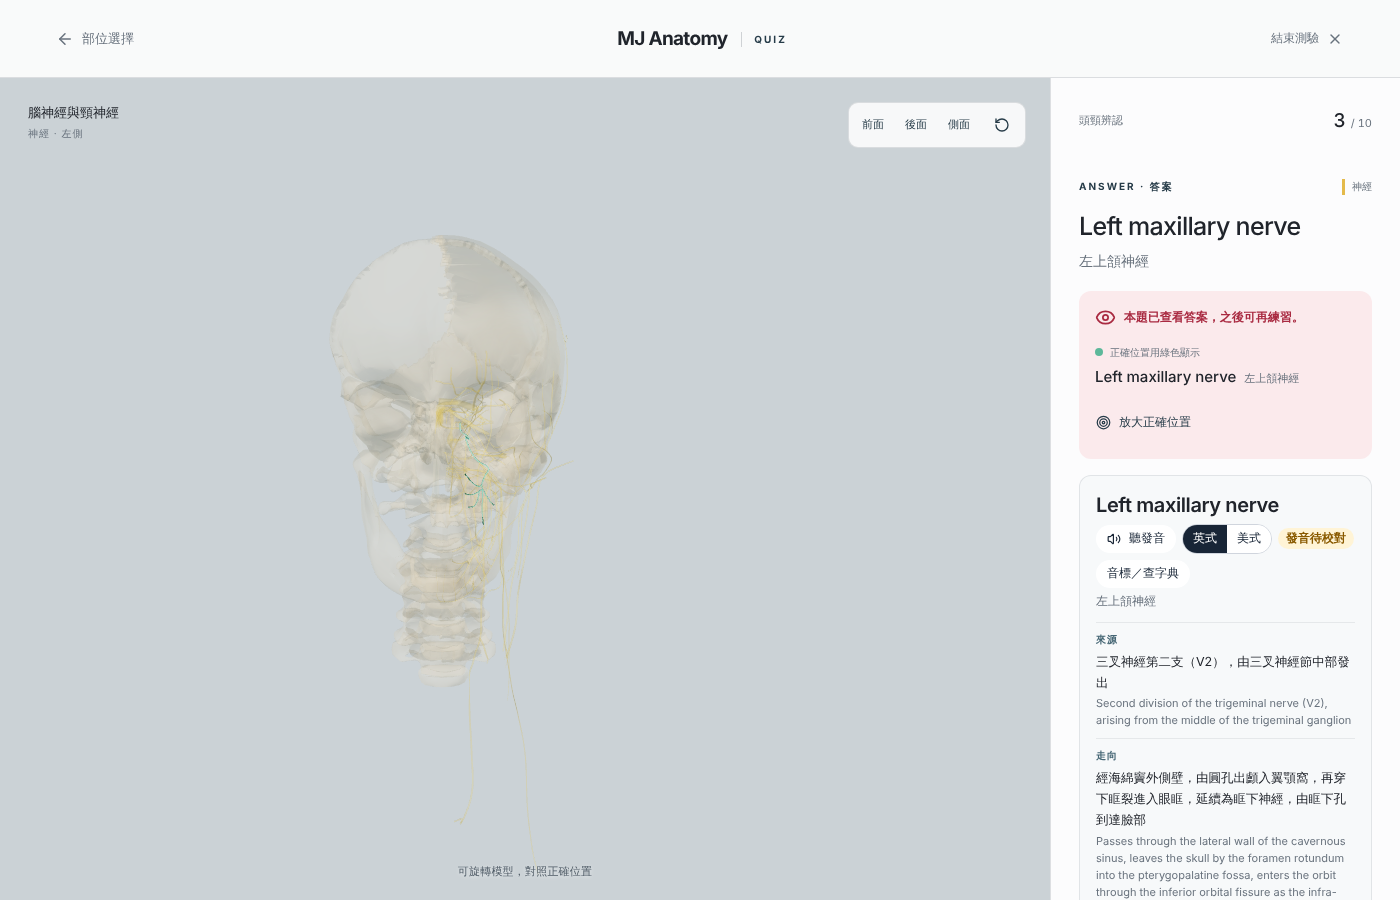 部位選擇
MJ Anatomy
QUIZ
結束測驗
腦神經與頸神經
神經 · 左側
前面
後面
側面
頭頸辨認
3 / 10
ANSWER · 答案
神經
Left maxillary nerve
左上頷神經
本題已查看答案，之後可再練習。
正確位置用綠色顯示
Left maxillary nerve 左上頷神經
放大正確位置
Left maxillary nerve
聽發音
英式
美式
發音待校對
音標／查字典
左上頷神經
來源
三叉神經第二支（V2），由三叉神經節中部發
出
Second division of the trigeminal nerve (V2),
arising from the middle of the trigeminal ganglion
走向
經海綿竇外側壁，由圓孔出顱入翼顎窩，再穿
下眶裂進入眼眶，延續為眶下神經，由眶下孔
到達臉部
Passes through the lateral wall of the cavernous
sinus, leaves the skull by the foramen rotundum
into the pterygopalatine fossa, enters the orbit
through the inferior orbital fissure as the infra-
可旋轉模型，對照正確位置